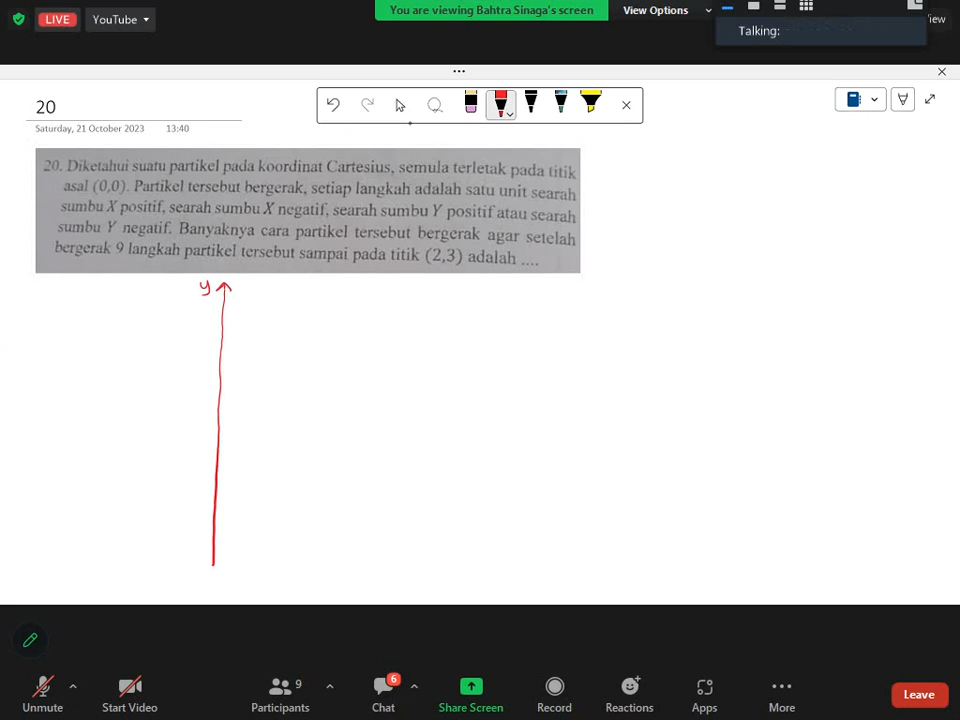 LIVE
YouTube
You are viewing Bahtra Sinaga's screen
View Options
iew
Talking:
20
Saturday, 21 October 2023 13:40
20. Diketahui suatu partikel pada koordinat Cartesius, semula terletak pada titik
asal (0,0). Partikel tersebut bergerak, setiap langkah adalah satu unit searah
sumbu X positif, searah sumbu X negatif, searah sumbu Y positif atau searah
sumbu Y negatif. Banyaknya cara partikel tersebut bergerak agar setelah
bergerak 9 langkah partikel tersebut sampai pada titik (2,3) adalah ....
y
6
9
Unmute
Start Video
Participants
Chat
Share Screen
Record
Reactions
Apps
More
Leave